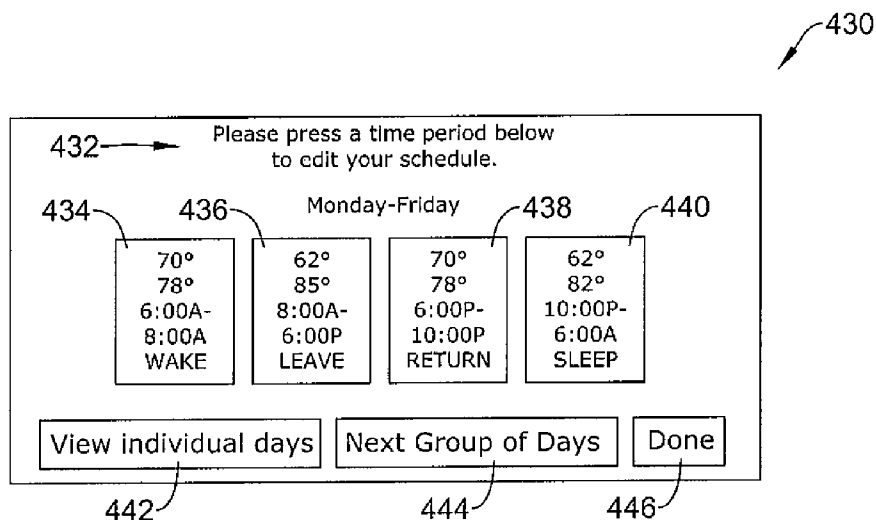 430
432
Please press a time period below
to edit your schedule.
Monday-Friday
434
436
438
440
70°
78°
6:00A-
8:00A
WAKE
62°
85°
8:00A-
6:00P
LEAVE
70°
78°
6:00P-
10:00P
RETURN
62°
82°
10:00P-
6:00A
SLEEP
View individual days
Next Group of Days
Done
442
444
446